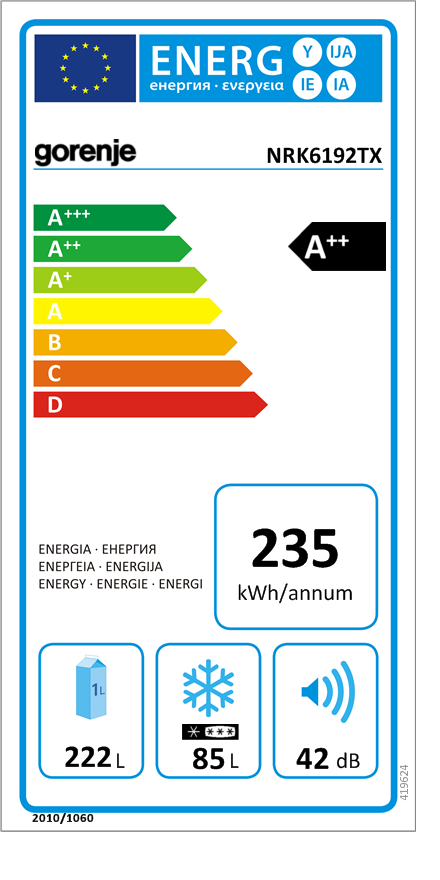 ENERG Y IJA
енергия · ενεργεια IE IA
gorenje NRK6192TX
A+++
A++
A++
A+
A
B
C
D
ENERGIA · ЕНЕРГИЯ
ΕΝΕΡΓΕΙΑ · ENERGIJA
ENERGY · ENERGIE · ENERGI
235
kWh/annum
1L
222 L
85 L
42 dB
419624
2010/1060